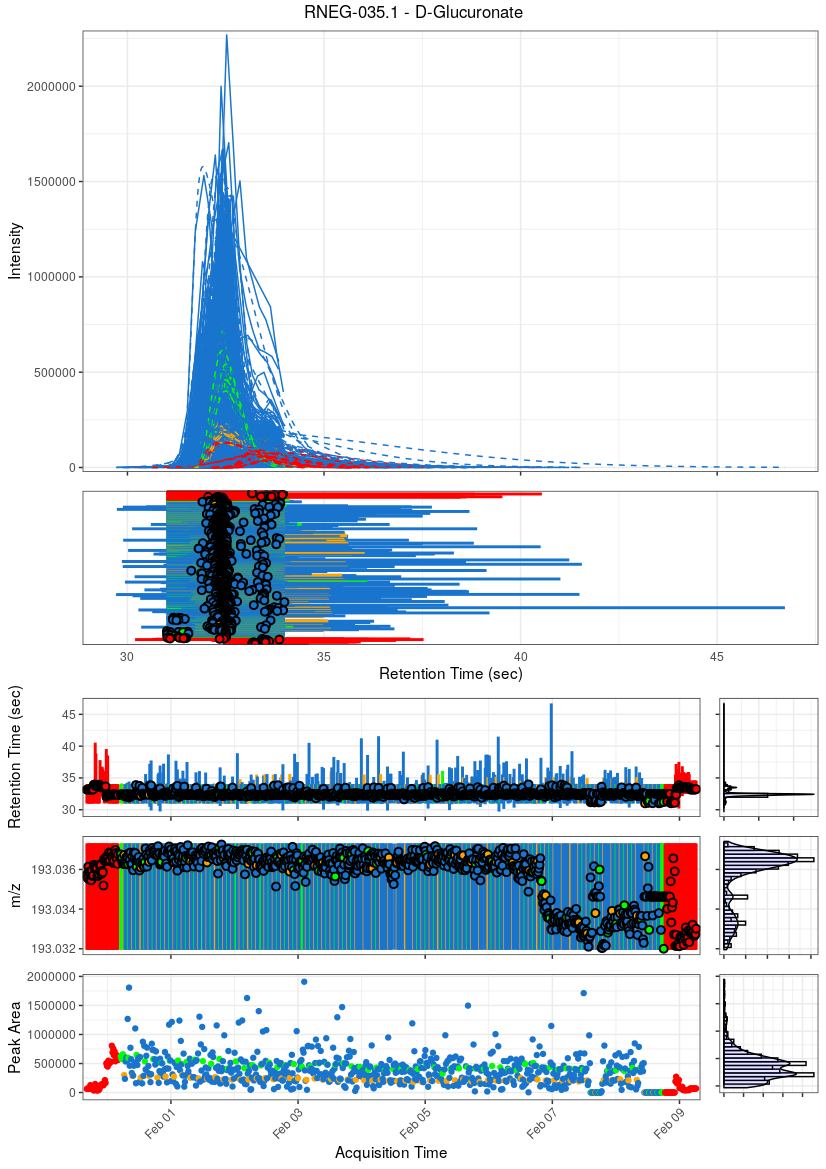 RNEG-035.1 - D-Glucuronate
2000000
1500000
1000000
500000
0
Intensity
30 35 40 45
Retention Time (sec)
45
40
35
30
Retention Time (sec)
193.036
193.034
193.032
m/z
2000000
1500000
1000000
500000
0
Peak Area
Feb 01 Feb 03 Feb 05 Feb 07 Feb 09
Acquisition Time